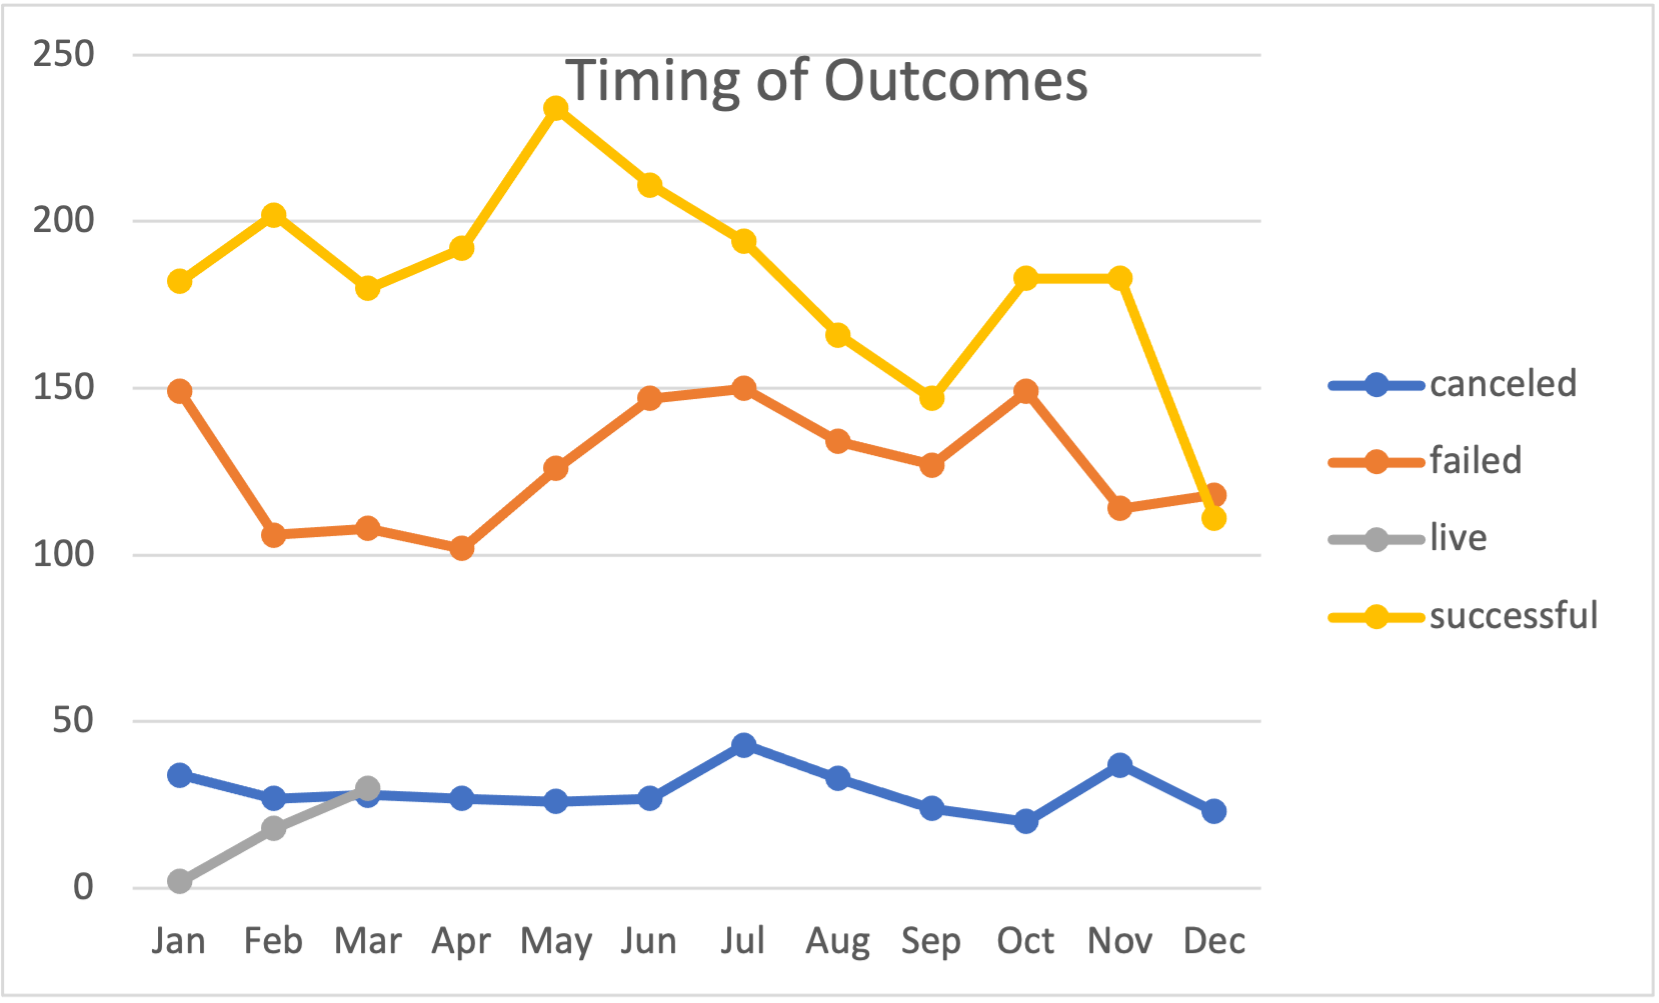 Timing of Outcomes
250
200
150
100
50
0
Jan Feb Mar Apr May Jun Jul Aug Sep Oct Nov Dec
canceled
failed
live
successful